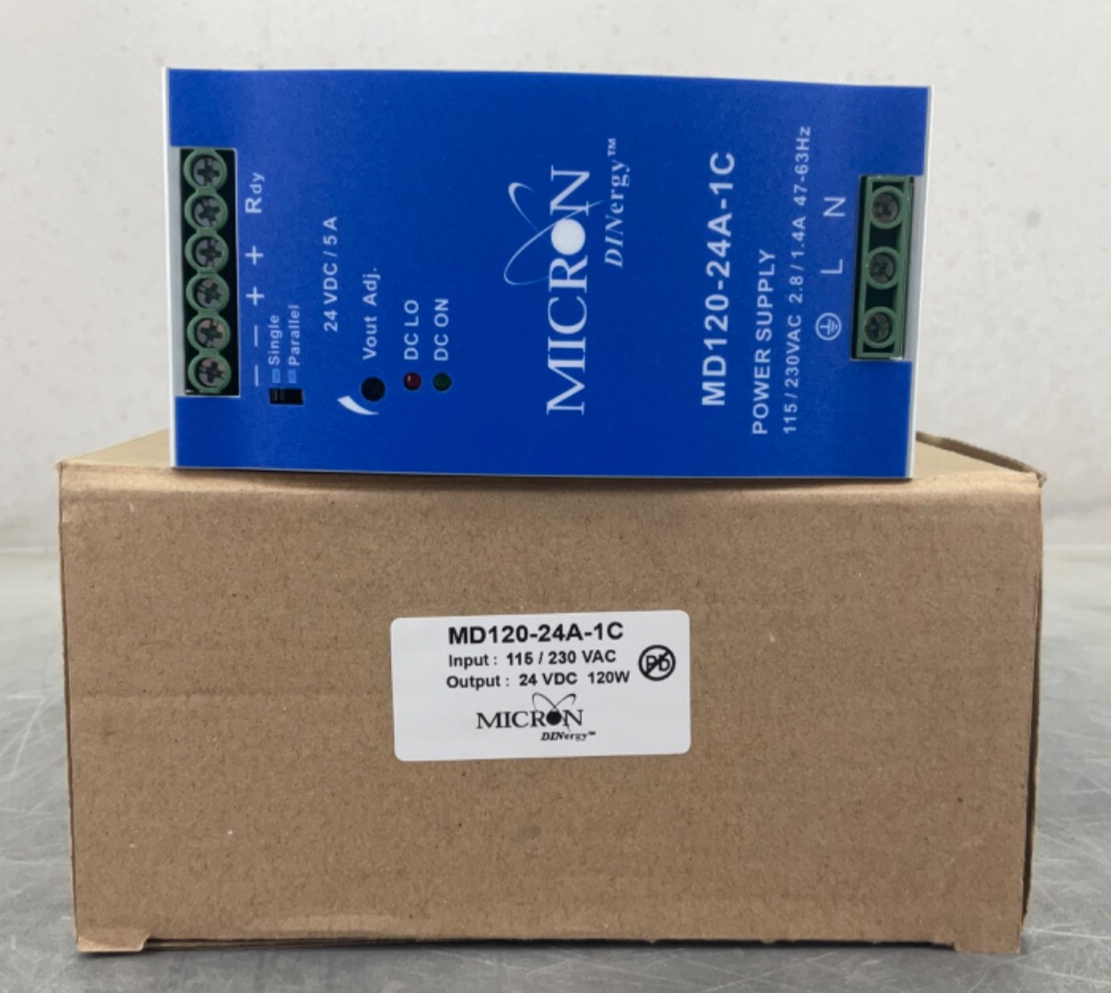 Rdy
+
+
−
−
Single
Parallel
24 VDC / 5 A
Vout Adj.
DC LO
DC ON
MICRON
DINergy™
MD120-24A-1C
POWER SUPPLY
115 / 230VAC 2.8 / 1.4A 47-63Hz
L N
MD120-24A-1C
Input : 115 / 230 VAC
Output : 24 VDC 120W
Pb
MICRON
DINergy™